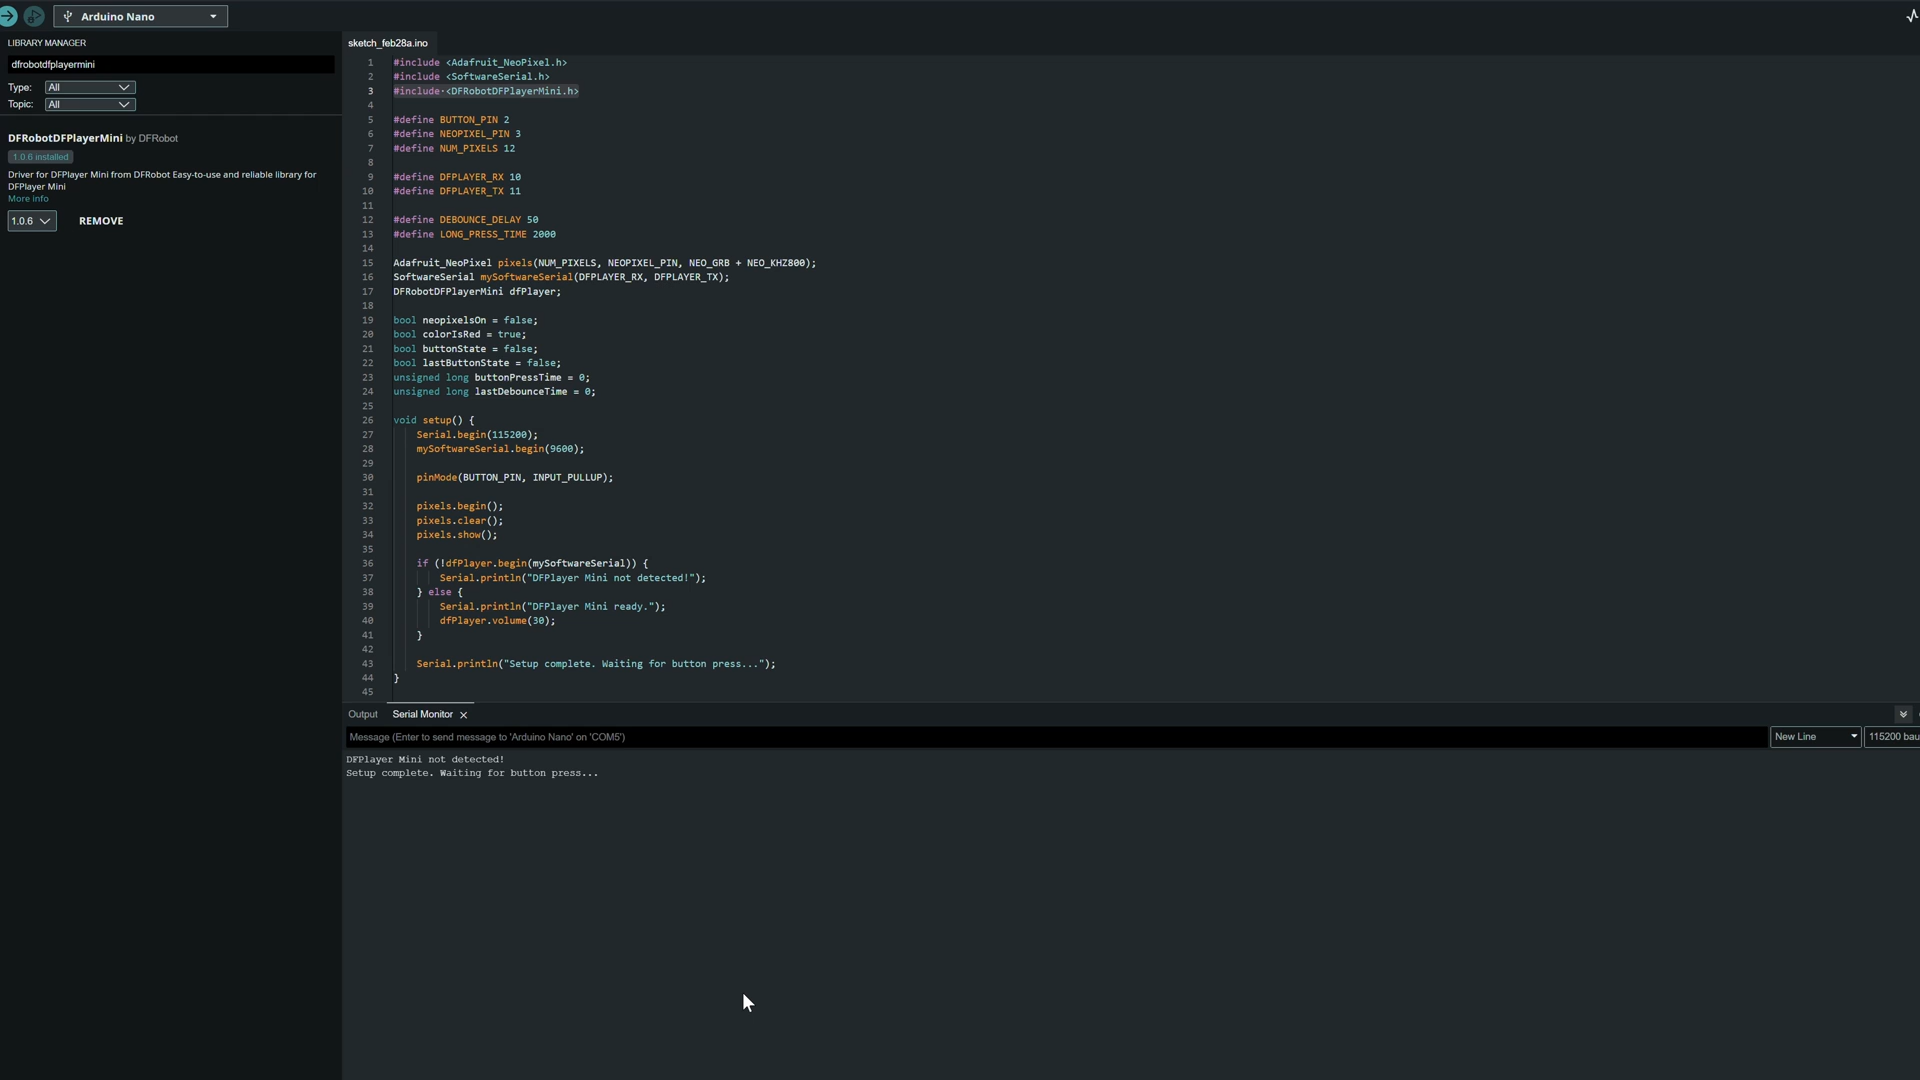 Arduino Nano
LIBRARY MANAGER
dfrobotdfplayermini
Type: All
Topic: All
DFRobotDFPlayerMini by DFRobot
1.0.6 installed
Driver for DFPlayer Mini from DFRobot Easy-to-use and reliable library for
DFPlayer Mini
More info
1.0.6 REMOVE
sketch_feb28a.ino
1 #include <Adafruit_NeoPixel.h>
2 #include <SoftwareSerial.h>
3 #include·<DFRobotDFPlayerMini.h>
4
5 #define BUTTON_PIN 2
6 #define NEOPIXEL_PIN 3
7 #define NUM_PIXELS 12
8
9 #define DFPLAYER_RX 10
10 #define DFPLAYER_TX 11
11
12 #define DEBOUNCE_DELAY 50
13 #define LONG_PRESS_TIME 2000
14
15 Adafruit_NeoPixel pixels(NUM_PIXELS, NEOPIXEL_PIN, NEO_GRB + NEO_KHZ800);
16 SoftwareSerial mySoftwareSerial(DFPLAYER_RX, DFPLAYER_TX);
17 DFRobotDFPlayerMini dfPlayer;
18
19 bool neopixelsOn = false;
20 bool colorIsRed = true;
21 bool buttonState = false;
22 bool lastButtonState = false;
23 unsigned long buttonPressTime = 0;
24 unsigned long lastDebounceTime = 0;
25
26 void setup() {
27 Serial.begin(115200);
28 mySoftwareSerial.begin(9600);
29
30 pinMode(BUTTON_PIN, INPUT_PULLUP);
31
32 pixels.begin();
33 pixels.clear();
34 pixels.show();
35
36 if (!dfPlayer.begin(mySoftwareSerial)) {
37 Serial.println("DFPlayer Mini not detected!");
38 } else {
39 Serial.println("DFPlayer Mini ready.");
40 dfPlayer.volume(30);
41 }
42
43 Serial.println("Setup complete. Waiting for button press...");
44 }
45
Output Serial Monitor
Message (Enter to send message to 'Arduino Nano' on 'COM5') New Line 115200 bau
DFPlayer Mini not detected!
Setup complete. Waiting for button press...